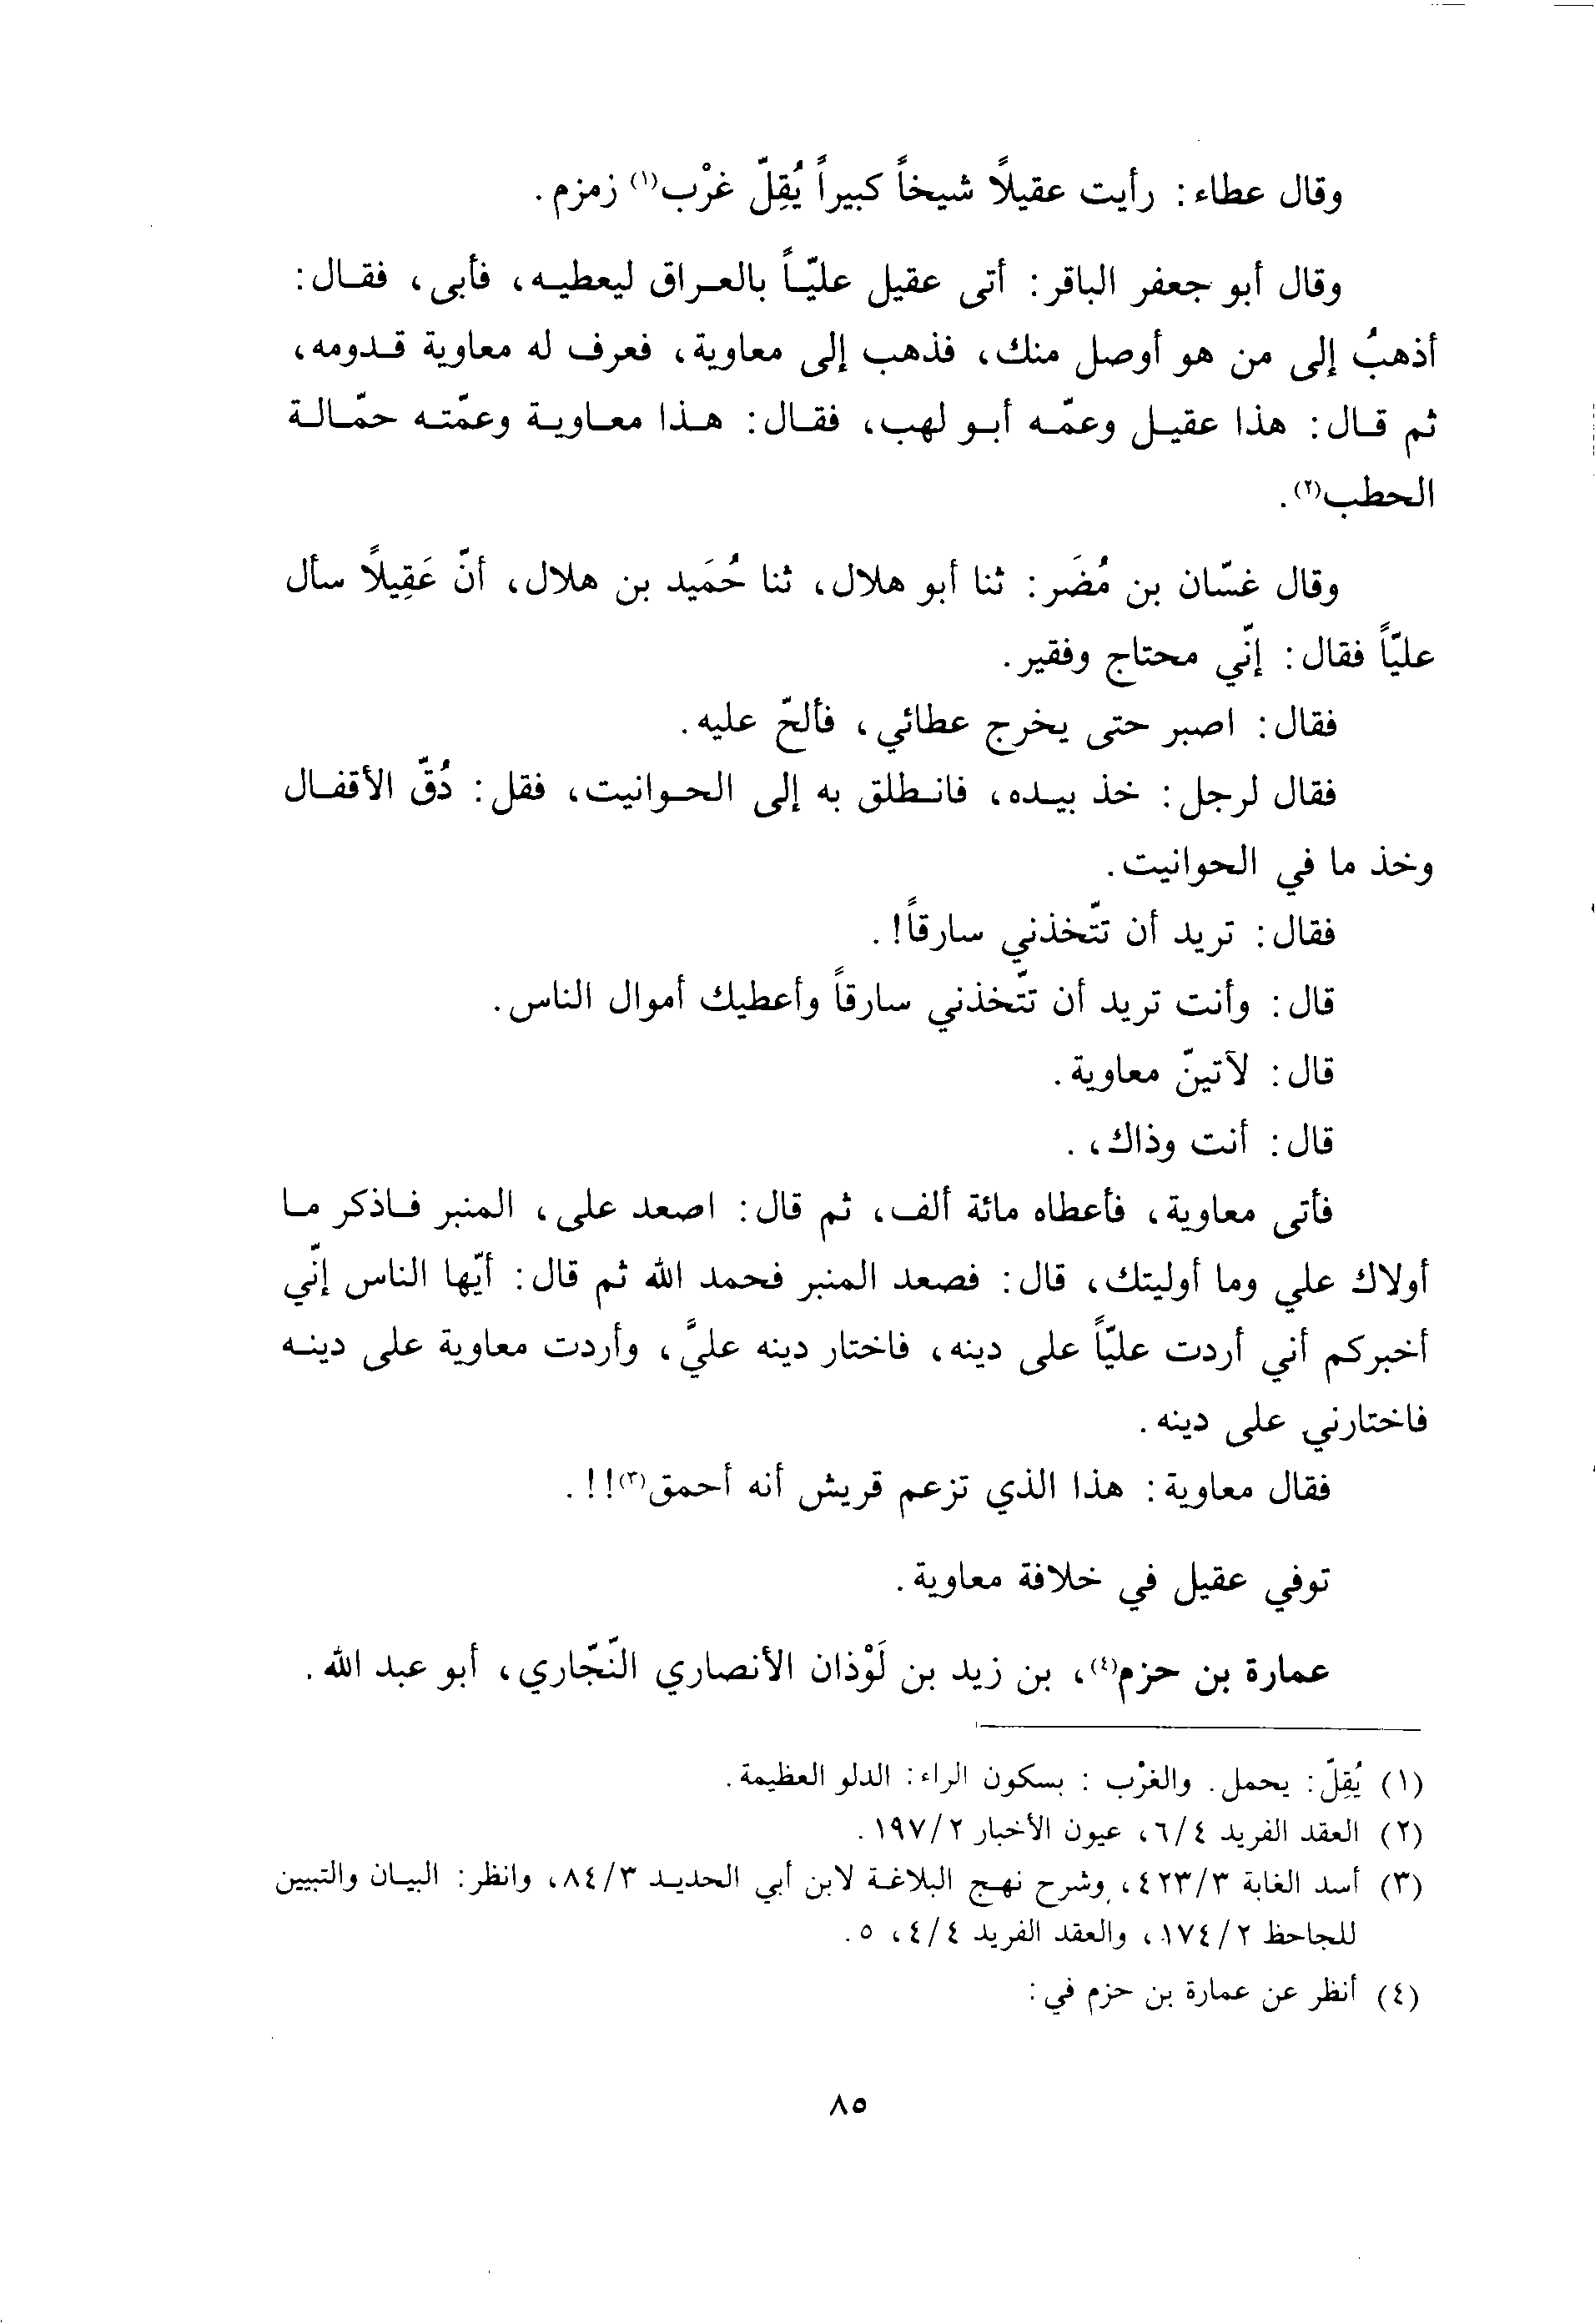 وقال عطاء: رأيت عقيلاً شيخاً كبيراً يُقِلّ غرْب(١) زمزم.
وقال أبو جعفر الباقر: أتى عقيل عليّاً بالعراق ليعطيه، فأبى، فقال:
أذهبُ إلى من هو أوصل منك، فذهب إلى معاوية، فعرف له معاوية قدومه،
ثم قال: هذا عقيل وعمّه أبو لهب، فقال: هذا معاوية وعمّته حمّالة
الحطب(٢).
وقال غسّان بن مُضَر: ثنا أبو هلال، ثنا حُمَيد بن هلال، أنّ عَقِيلاً سأل
عليّاً فقال: إنّي محتاج وفقير.
فقال: اصبر حتى يخرج عطائي، فألحّ عليه.
فقال لرجل: خذ بيده، فانطلق به إلى الحوانيت، فقل: دُقّ الأقفال
وخذ ما في الحوانيت.
فقال: تريد أن تتّخذني سارقاً!.
قال: وأنت تريد أن تتّخذني سارقاً وأعطيك أموال الناس.
قال: لآتينّ معاوية.
قال: أنت وذاك، .
فأتى معاوية، فأعطاه مائة ألف، ثم قال: اصعد على، المنبر فاذكر ما
أولاك علي وما أوليتك، قال: فصعد المنبر فحمد الله ثم قال: أيّها الناس إنّي
أخبركم أني أردت عليّاً على دينه، فاختار دينه عليَّ، وأردت معاوية على دينه
فاختارني على دينه.
فقال معاوية: هذا الذي تزعم قريش أنه أحمق(٣)!!.
توفي عقيل في خلافة معاوية.
عمارة بن حزم(٤)، بن زيد بن لَوْذان الأنصاري النّجّاري، أبو عبد الله.
(١) يُقِلّ: يحمل. والغرْب: بسكون الراء: الدلو العظيمة.
(٢) العقد الفريد ٤/٦، عيون الأخبار ٢/١٩٧.
(٣) أسد الغابة ٣/٤٢٣، وشرح نهج البلاغة لابن أبي الحديد ٣/٨٤، وانظر: البيان والتبيين
للجاحظ ٢/١٧٤، والعقد الفريد ٤/٤، ٥.
(٤) أنظر عن عمارة بن حزم في:
٨٥